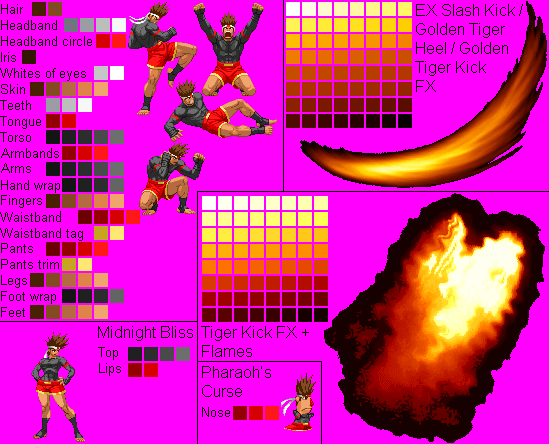 Hair
Headband
Headband circle
Iris
Whites of eyes
Skin
Teeth
Tongue
Torso
Armbands
Arms
Hand wrap
Fingers
Waistband
Waistband tag
Pants
Pants trim
Legs
Foot wrap
Feet
EX Slash Kick /
Golden Tiger
Heel / Golden
Tiger Kick
FX
Midnight Bliss
Top
Lips
Tiger Kick FX +
Flames
Pharaoh's
Curse
Nose